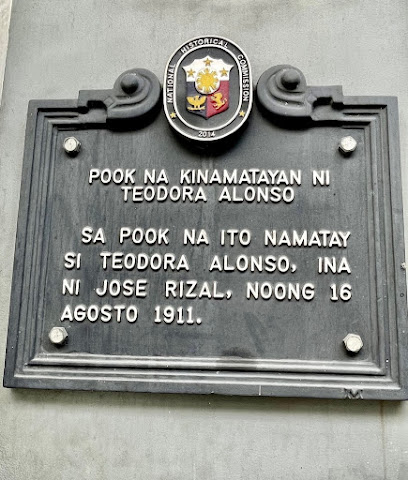 NATIONAL HISTORICAL COMMISSION
2014
POOK NA KINAMATAYAN NI
TEODORA ALONSO
SA POOK NA ITO NAMATAY
SI TEODORA ALONSO, INA
NI JOSE RIZAL, NOONG 16
AGOSTO 1911.